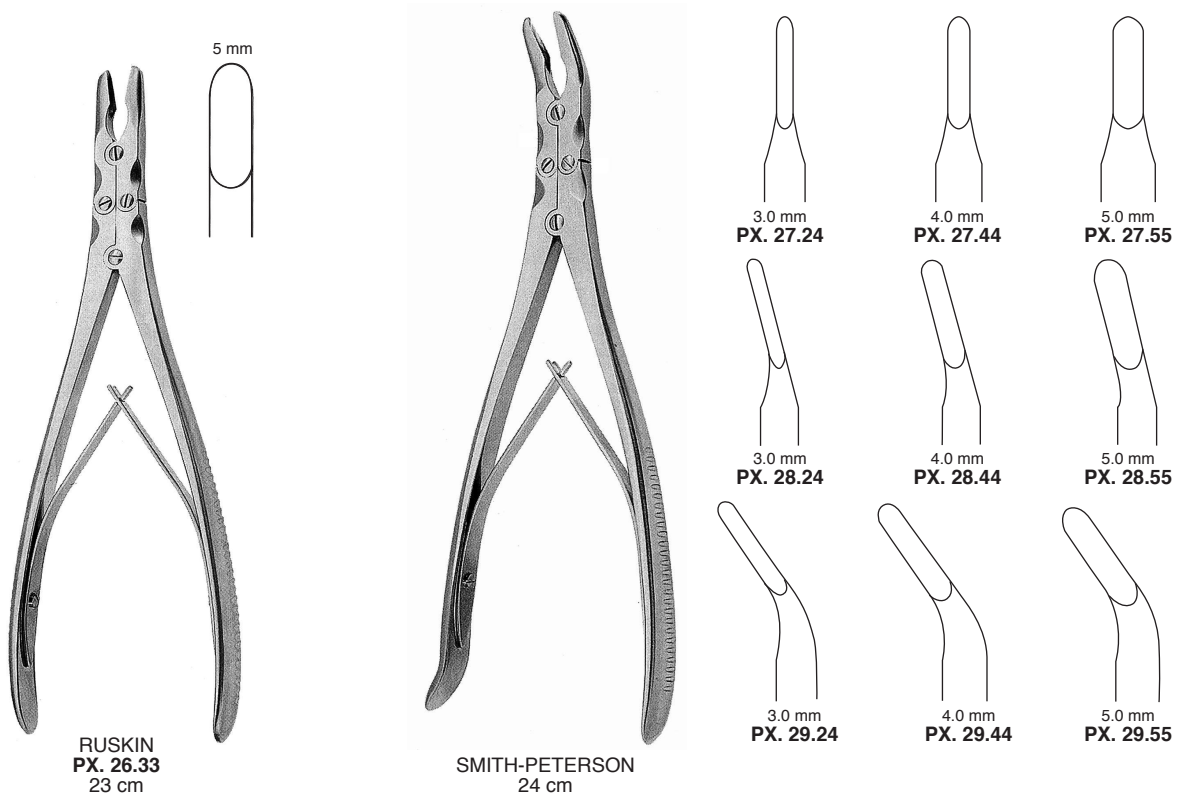 5 mm
RUSKIN
PX. 26.33
23 cm
SMITH-PETERSON
24 cm
3.0 mm
PX. 27.24
4.0 mm
PX. 27.44
5.0 mm
PX. 27.55
3.0 mm
PX. 28.24
4.0 mm
PX. 28.44
5.0 mm
PX. 28.55
3.0 mm
PX. 29.24
4.0 mm
PX. 29.44
5.0 mm
PX. 29.55